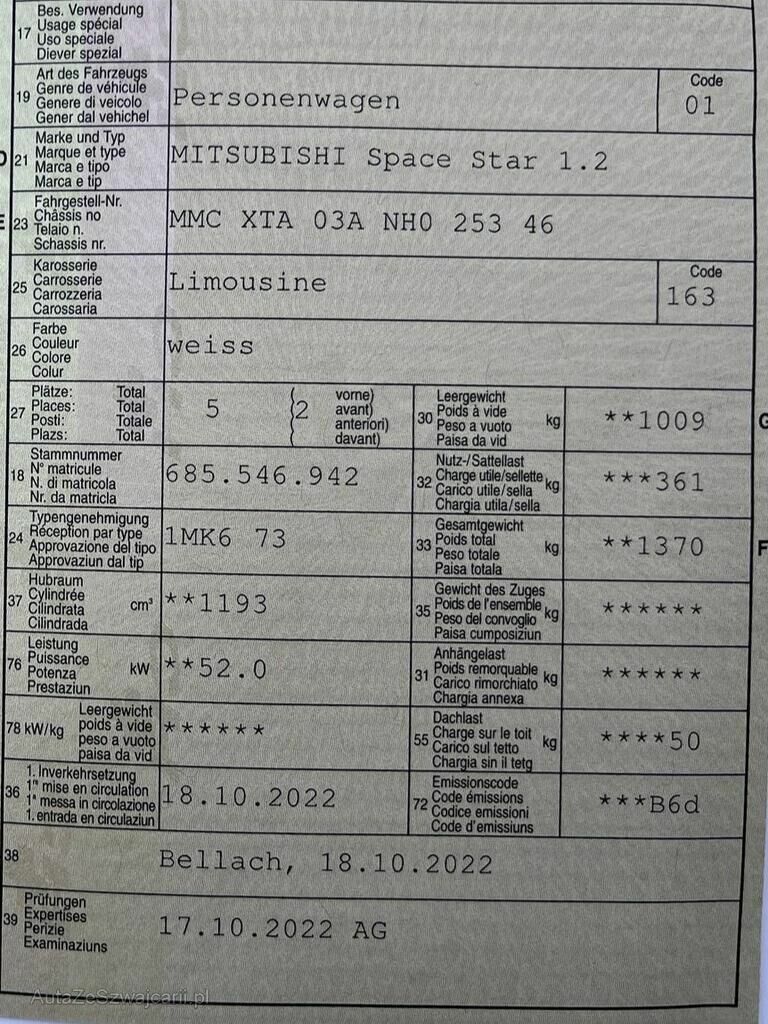 17 Bes. Verwendung
Usage spécial
Uso speciale
Diever spezial
19 Art des Fahrzeugs
Genre de véhicule
Genere di veicolo
Gener dal vehichel
Personenwagen
Code
01
21 Marke und Typ
Marque et type
Marca e tipo
Marca e tip
MITSUBISHI Space Star 1.2
23 Fahrgestell-Nr.
Châssis no
Telaio n.
Schassis nr.
MMC XTA 03A NH0 253 46
E
25 Karosserie
Carrosserie
Carrozzeria
Carossaria
Limousine
Code
163
26 Farbe
Couleur
Colore
Colur
weiss
27 Plätze: Total
Places: Total
Posti: Totale
Plazs: Total
5
(2 vorne)
avant)
anteriori)
davant)
30 Leergewicht
Poids à vide
Peso a vuoto
Paisa da vid
kg
**1009
G
18 Stammnummer
N° matricule
N. di matricola
Nr. da matricla
685.546.942
32 Nutz-/Sattellast
Charge utile/sellette
Carico utile/sella
Chargia utila/sella
kg
***361
24 Typengenehmigung
Réception par type
Approvazione del tipo
Approvaziun dal tip
1MK6 73
33 Gesamtgewicht
Poids total
Peso totale
Paisa totala
kg
**1370
F
37 Hubraum
Cylindrée
Cilindrata
Cilindrada
cm³
**1193
35 Gewicht des Zuges
Poids de l'ensemble
Peso del convoglio
Paisa cumposiziun
kg
******
76 Leistung
Puissance
Potenza
Prestaziun
kW
**52.0
31 Anhängelast
Poids remorquable
Carico rimorchiato
Chargia annexa
kg
******
78 kW/kg Leergewicht
poids à vide
peso a vuoto
paisa da vid
******
55 Dachlast
Charge sur le toit
Carico sul tetto
Chargia sin il tetg
kg
****50
36 1. Inverkehrsetzung
1re mise en circulation
1a messa in circolazione
1. entrada en circulaziun
18.10.2022
72 Emissionscode
Code émissions
Codice emissioni
Code d'emissiuns
***B6d
38
Bellach, 18.10.2022
39 Prüfungen
Expertises
Perizie
Examinaziuns
17.10.2022 AG
AutaZeSzwajcarii.pl